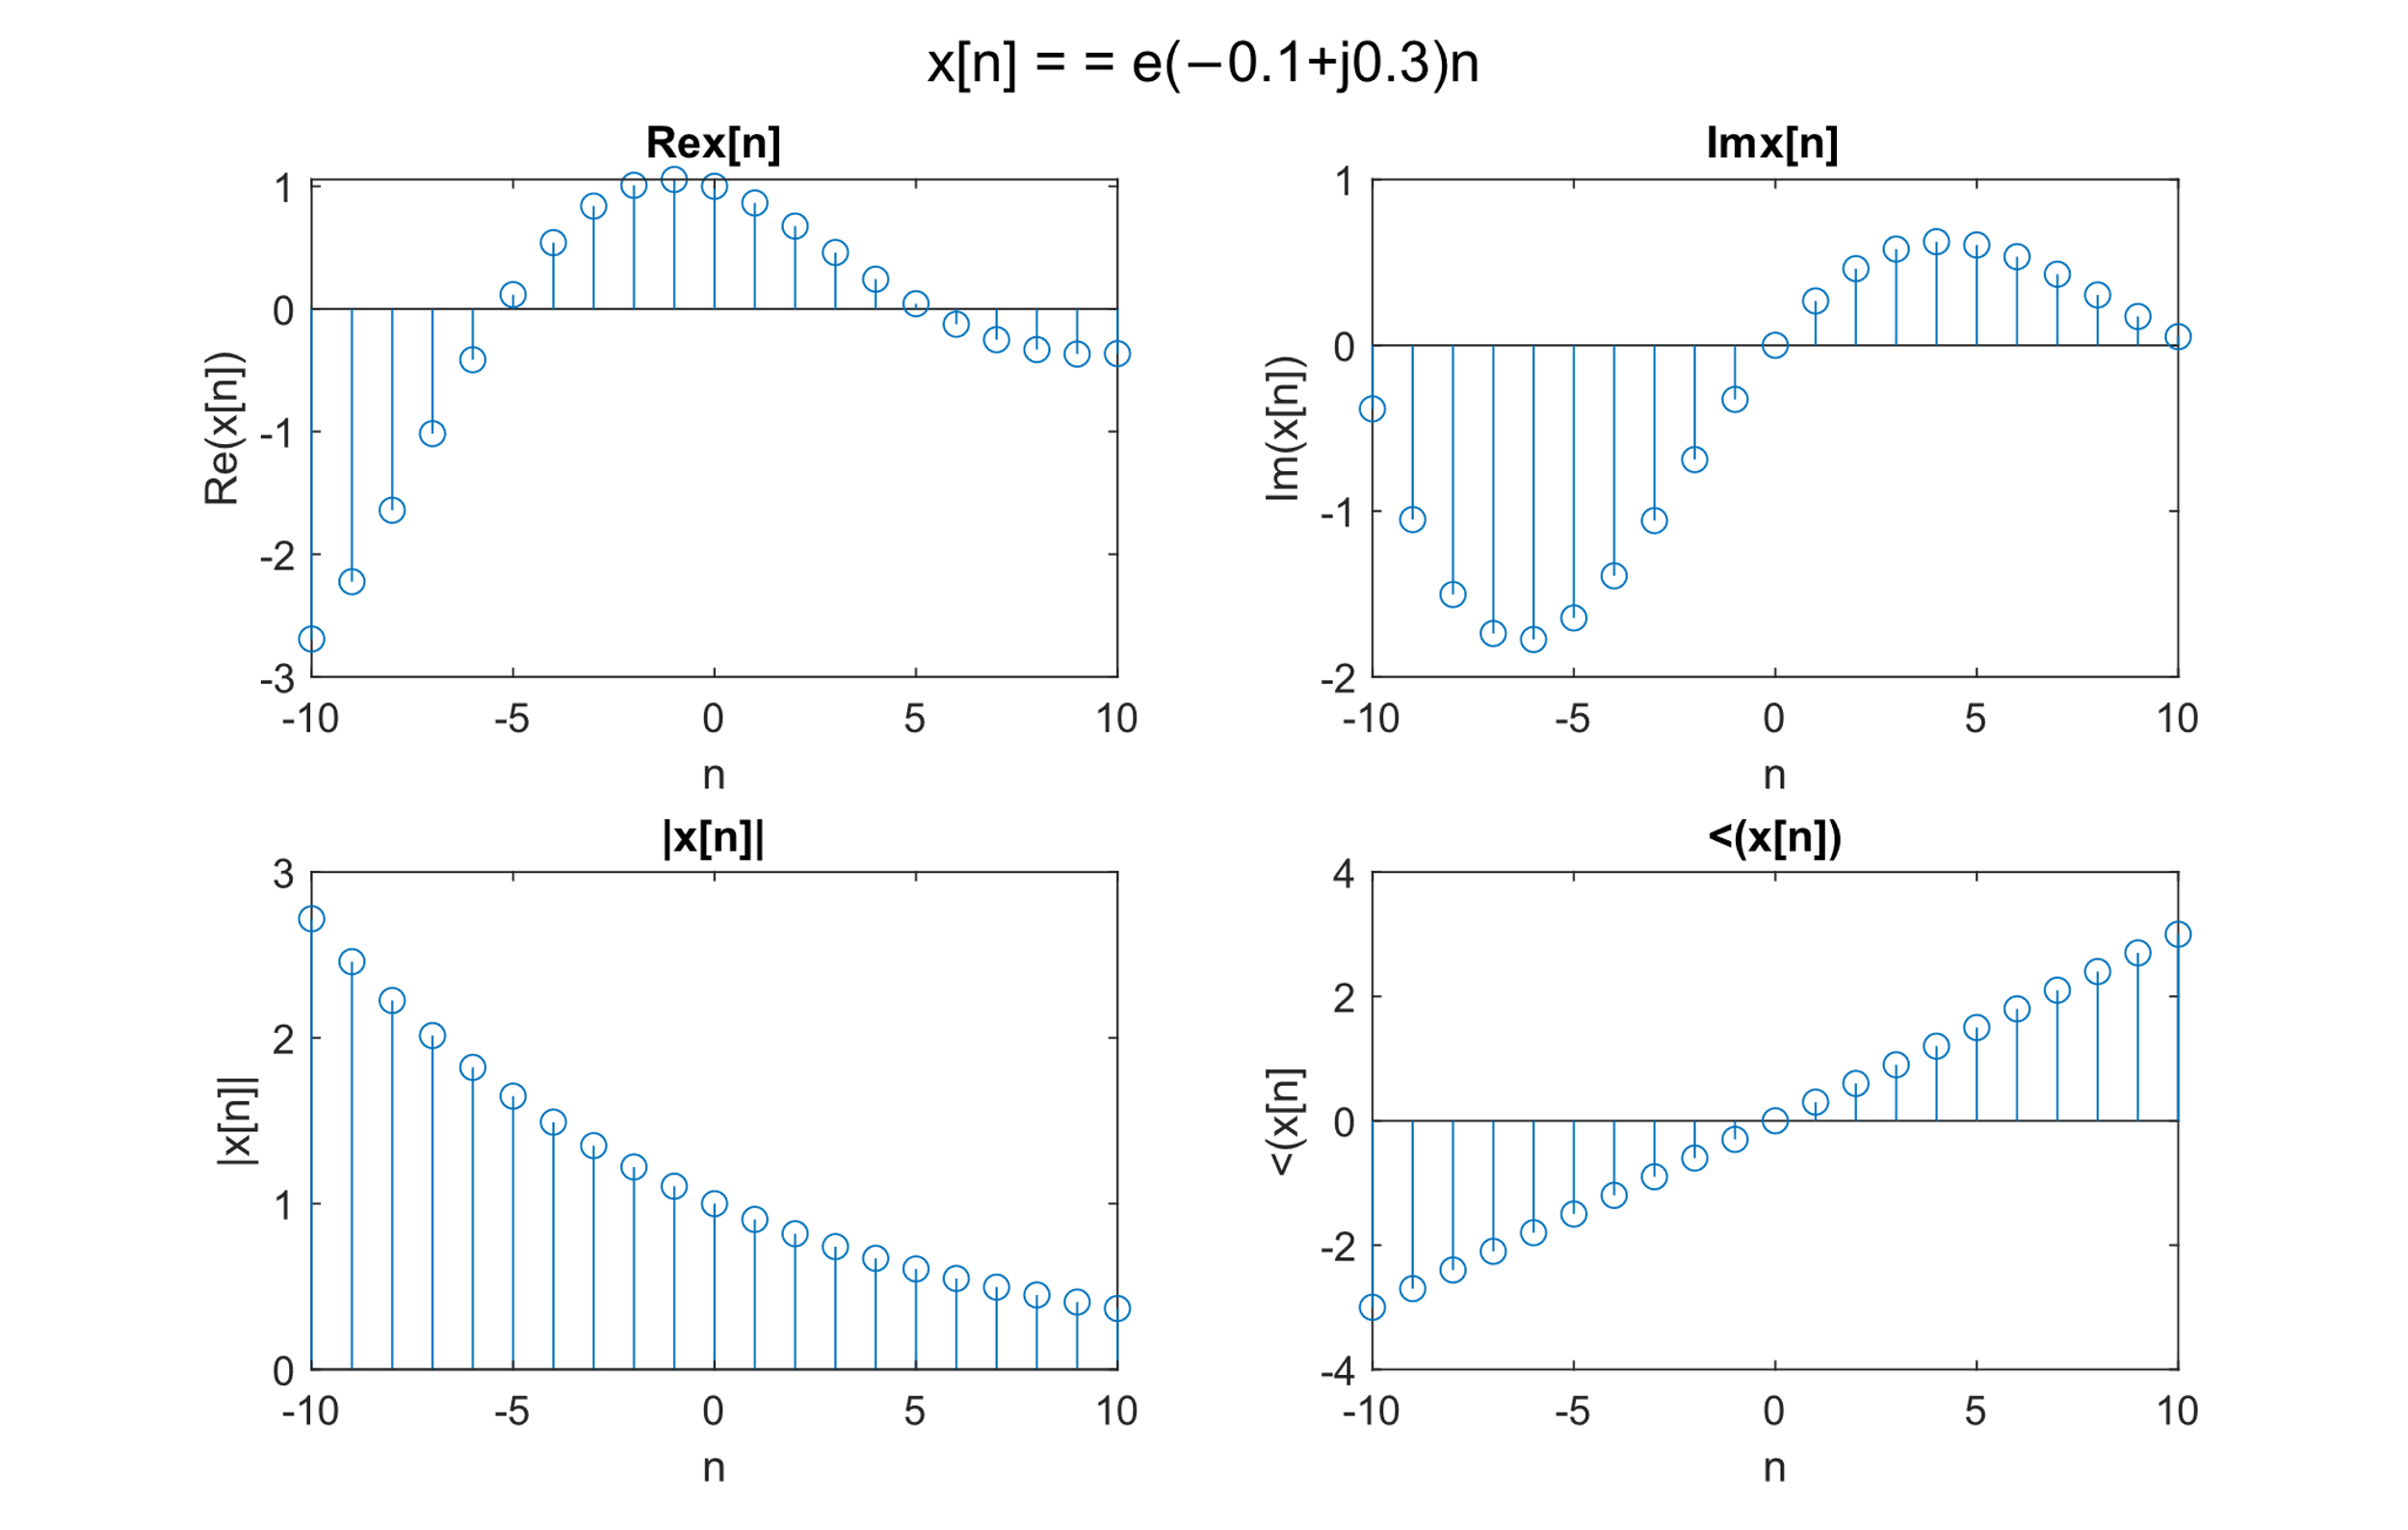 x[n] = = e(−0.1+j0.3)n
Rex[n]
1
0
-1
-2
-3
Re(x[n])
-10 -5 0 5 10
n
Imx[n]
1
0
-1
-2
Im(x[n])
-10 -5 0 5 10
n
|x[n]|
3
2
1
0
|x[n]|
-10 -5 0 5 10
n
<(x[n])
4
2
0
-2
-4
<(x[n]
-10 -5 0 5 10
n